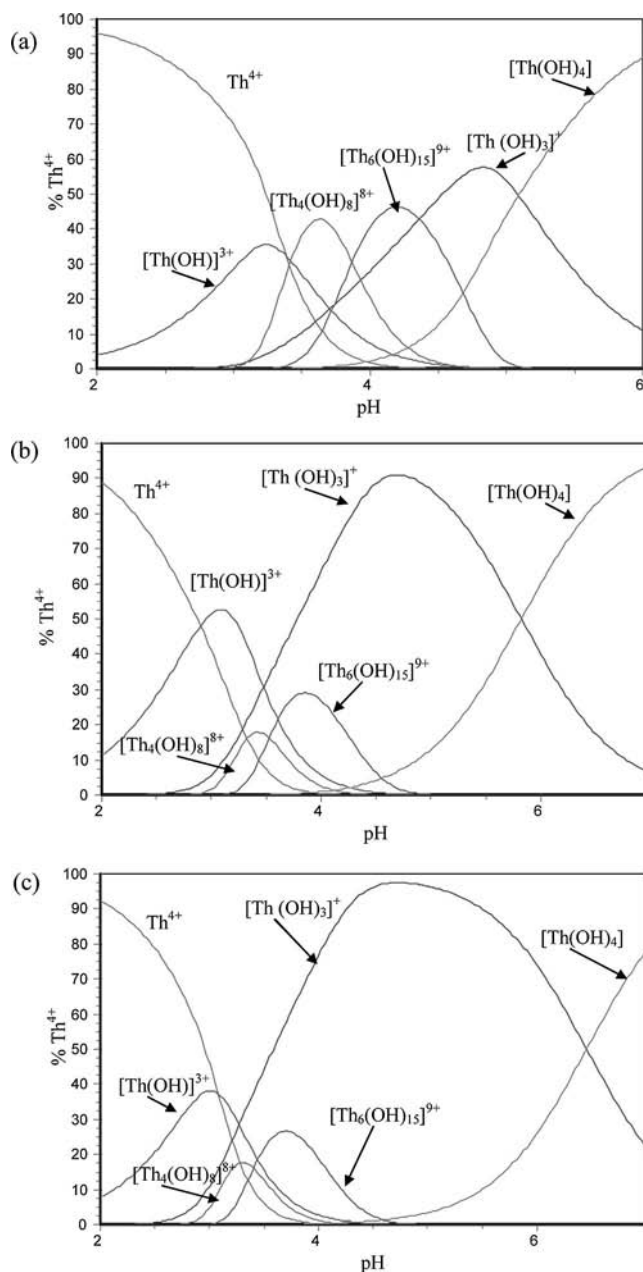 (a)
100
90
80
70
60
50
40
30
20
10
0
% Th⁴⁺
Th⁴⁺
[Th(OH)]³⁺
[Th₄(OH)₈]⁸⁺
[Th₆(OH)₁₅]⁹⁺
[Th (OH)₃]⁺
[Th(OH)₄]
2
4
6
pH
(b)
100
90
80
70
60
50
40
30
20
10
0
% Th⁴⁺
Th⁴⁺
[Th(OH)]³⁺
[Th₄(OH)₈]⁸⁺
[Th (OH)₃]⁺
[Th₆(OH)₁₅]⁹⁺
[Th(OH)₄]
2
4
6
pH
(c)
100
90
80
70
60
50
40
30
20
10
0
% Th⁴⁺
Th⁴⁺
[Th(OH)]³⁺
[Th₄(OH)₈]⁸⁺
[Th (OH)₃]⁺
[Th₆(OH)₁₅]⁹⁺
[Th(OH)₄]
2
4
6
pH